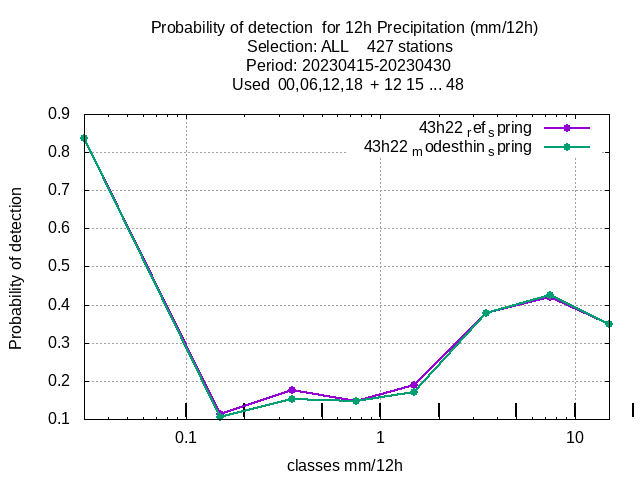 Probability of detection  for 12h Precipitation (mm/12h)
Selection: ALL    427 stations
Period: 20230415-20230430
Used  00,06,12,18  + 12 15 ... 48
43h22 ref spring
43h22 modesthin spring
Probability of detection
0.9
0.8
0.7
0.6
0.5
0.4
0.3
0.2
0.1
0.1 1 10
classes mm/12h